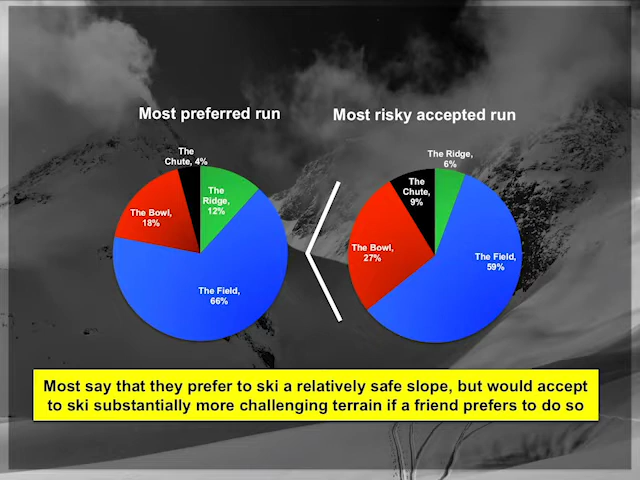 Most preferred run
The
Chute, 4%
The
Ridge,
12%
The Bowl,
18%
The Field,
66%
Most risky accepted run
The Ridge,
6%
The
Chute,
9%
The Bowl,
27%
The Field,
59%
Most say that they prefer to ski a relatively safe slope, but would accept
to ski substantially more challenging terrain if a friend prefers to do so